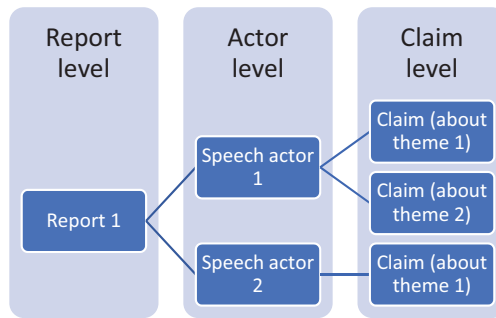 Report
level
Actor
level
Claim
level
Report 1
Speech actor
1
Speech actor
2
Claim (about
theme 1)
Claim (about
theme 2)
Claim (about
theme 1)